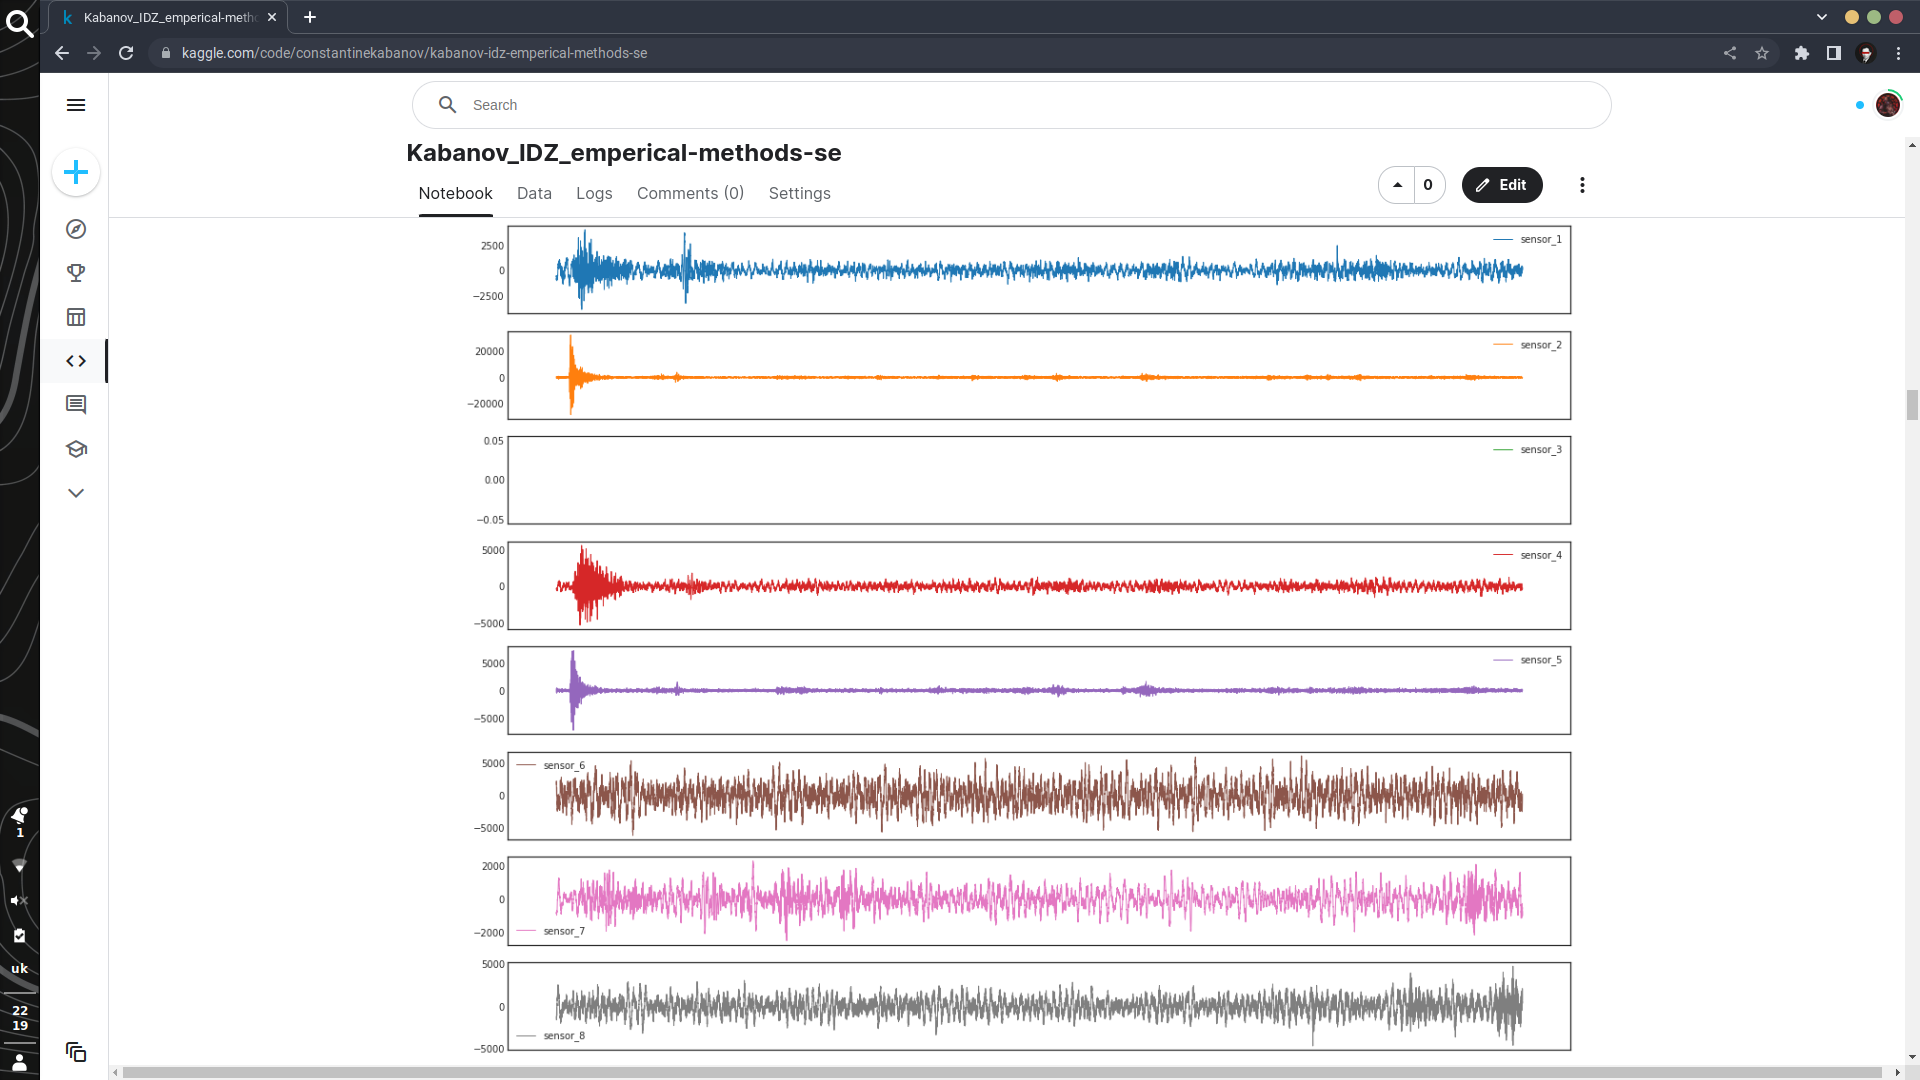 Kabanov_IDZ_emperical-meth
kaggle.com/code/constantinekabanov/kabanov-idz-emperical-methods-se
Search
Kabanov_IDZ_emperical-methods-se
Notebook Data Logs Comments (0) Settings
0 Edit
2500
0
−2500
sensor_1
20000
0
−20000
sensor_2
0.05
0.00
−0.05
sensor_3
5000
0
−5000
sensor_4
5000
0
−5000
sensor_5
5000
0
−5000
sensor_6
2000
0
−2000
sensor_7
5000
0
−5000
sensor_8
1
uk
22
19